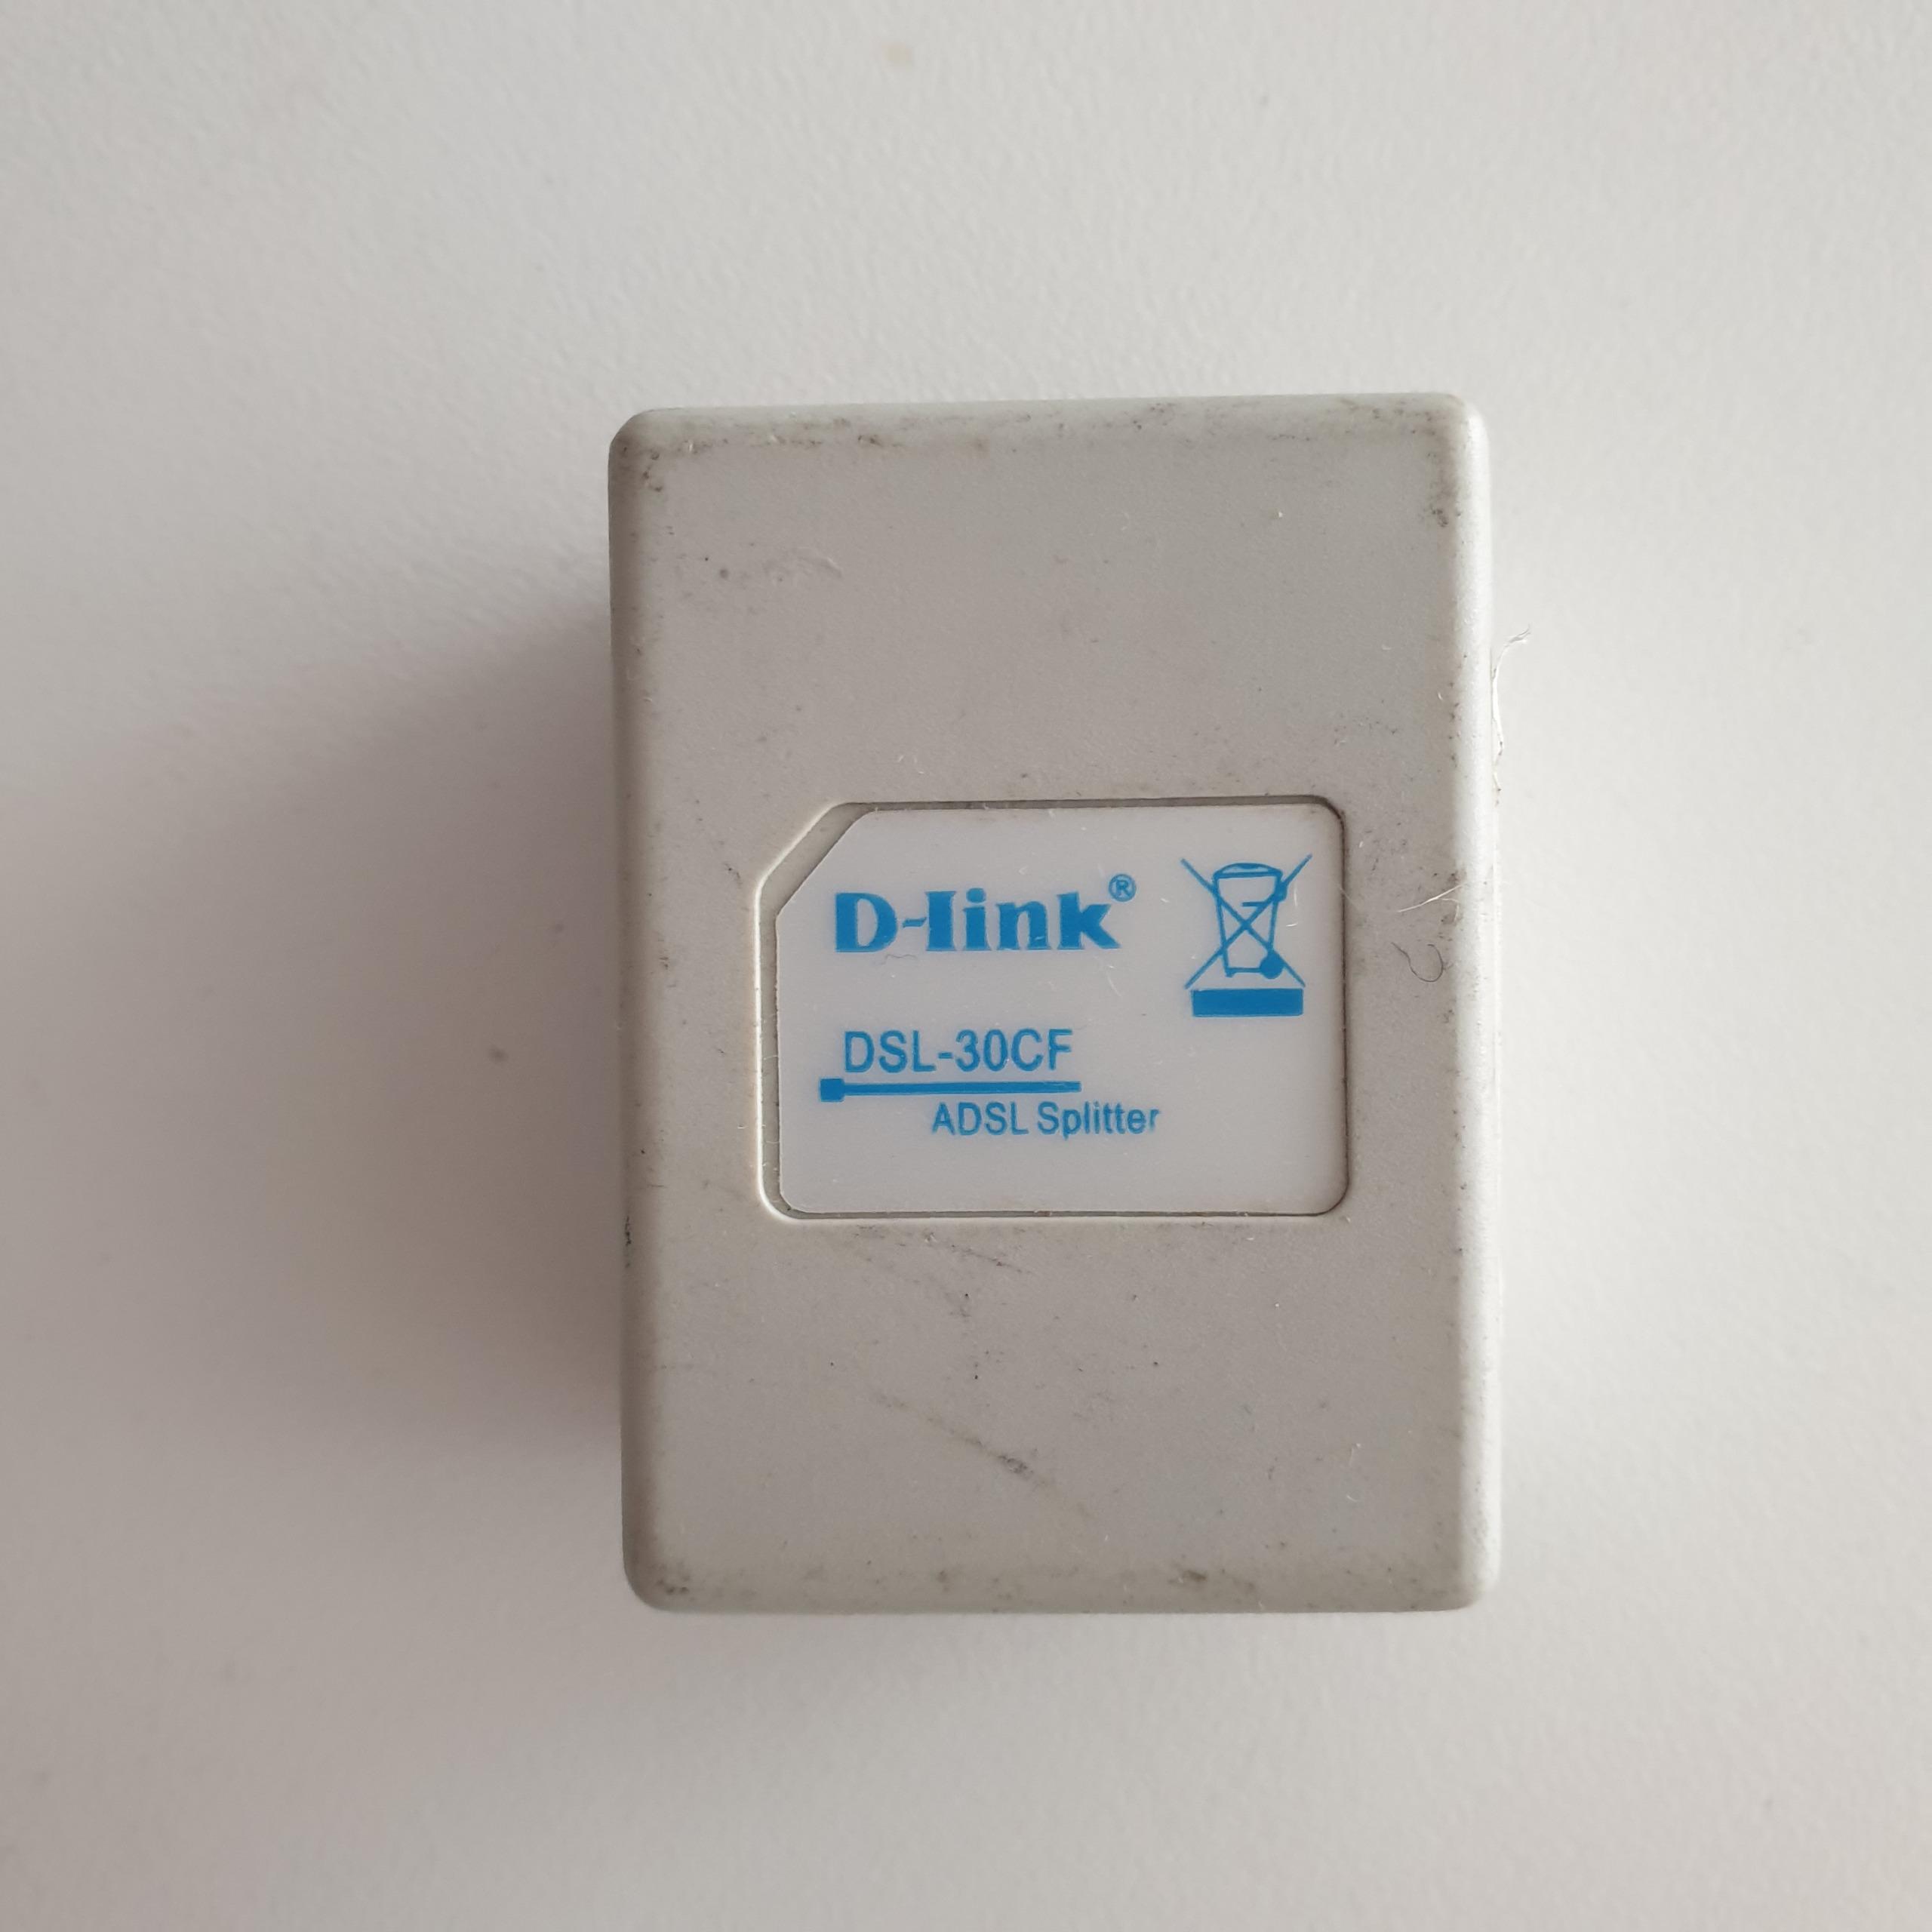 D-Link®
DSL-30CF
ADSL Splitter